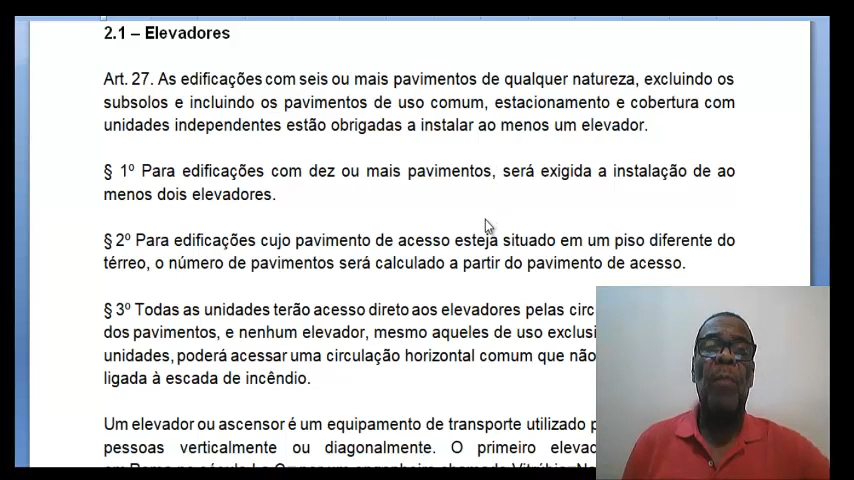 2.1 – Elevadores
Art. 27. As edificações com seis ou mais pavimentos de qualquer natureza, excluindo os
subsolos e incluindo os pavimentos de uso comum, estacionamento e cobertura com
unidades independentes estão obrigadas a instalar ao menos um elevador.
§ 1º Para edificações com dez ou mais pavimentos, será exigida a instalação de ao
menos dois elevadores.
§ 2º Para edificações cujo pavimento de acesso esteja situado em um piso diferente do
térreo, o número de pavimentos será calculado a partir do pavimento de acesso.
§ 3º Todas as unidades terão acesso direto aos elevadores pelas circ
dos pavimentos, e nenhum elevador, mesmo aqueles de uso exclusi
unidades, poderá acessar uma circulação horizontal comum que não
ligada à escada de incêndio.
Um elevador ou ascensor é um equipamento de transporte utilizado p
pessoas verticalmente ou diagonalmente. O primeiro elevad